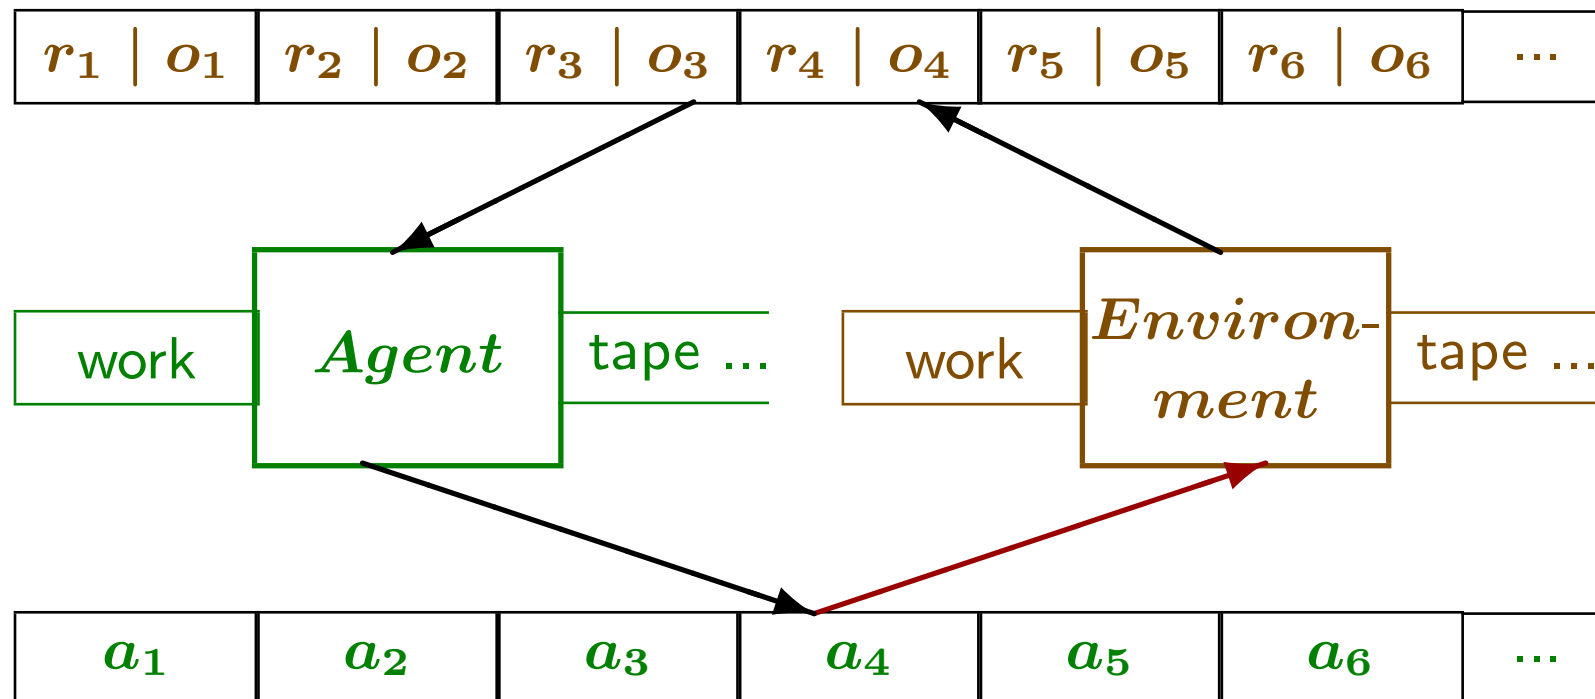 r₁ | o₁ r₂ | o₂ r₃ | o₃ r₄ | o₄ r₅ | o₅ r₆ | o₆ ...
work Agent tape ... work Environ- tape ...
ment
a₁ a₂ a₃ a₄ a₅ a₆ ...